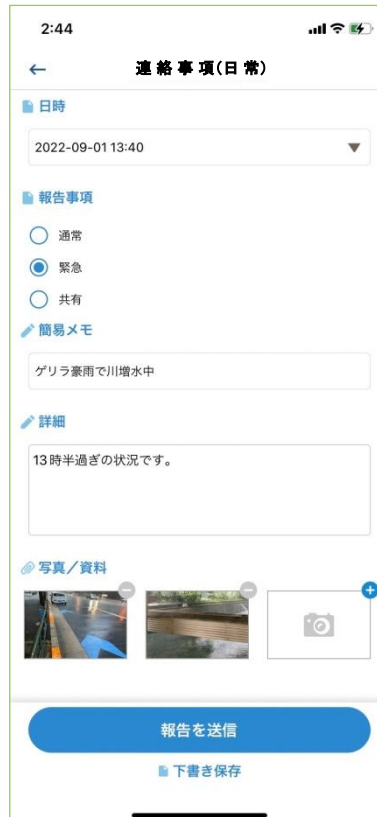 2:44
連絡事項(日常)
日時
2022-09-01 13:40
報告事項
通常
緊急
共有
簡易メモ
ゲリラ豪雨で川増水中
詳細
13時半過ぎの状況です。
写真／資料
報告を送信
下書き保存